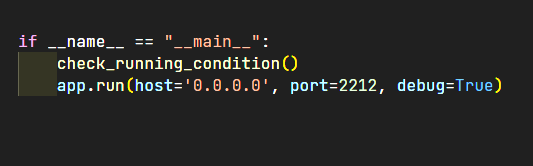 if __name__ == "__main__":
    check_running_condition()
    app.run(host='0.0.0.0', port=2212, debug=True)